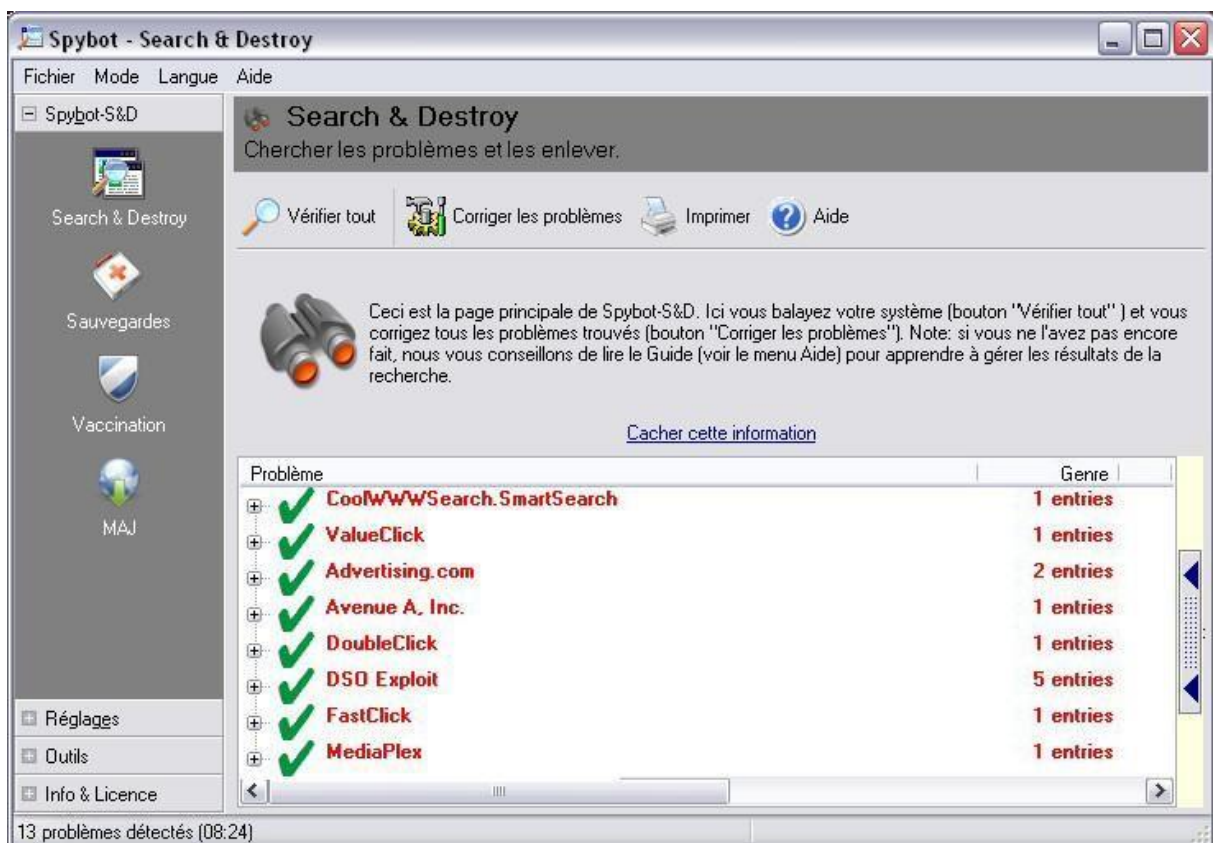 Spybot - Search & Destroy
Fichier Mode Langue Aide
Spybot-S&D
Search & Destroy
Sauvegardes
Vaccination
MAJ
Réglages
Outils
Info & Licence
Search & Destroy
Chercher les problèmes et les enlever.
Vérifier tout Corriger les problèmes Imprimer Aide
Ceci est la page principale de Spybot-S&D. Ici vous balayez votre système (bouton "Vérifier tout" ) et vous
corrigez tous les problèmes trouvés (bouton "Corriger les problèmes"). Note: si vous ne l'avez pas encore
fait, nous vous conseillons de lire le Guide (voir le menu Aide) pour apprendre à gérer les résultats de la
recherche.
Cacher cette information
Problème Genre
CoolWWWSearch.SmartSearch 1 entries
ValueClick 1 entries
Advertising.com 2 entries
Avenue A, Inc. 1 entries
DoubleClick 1 entries
DSO Exploit 5 entries
FastClick 1 entries
MediaPlex 1 entries
13 problèmes détectés (08:24)